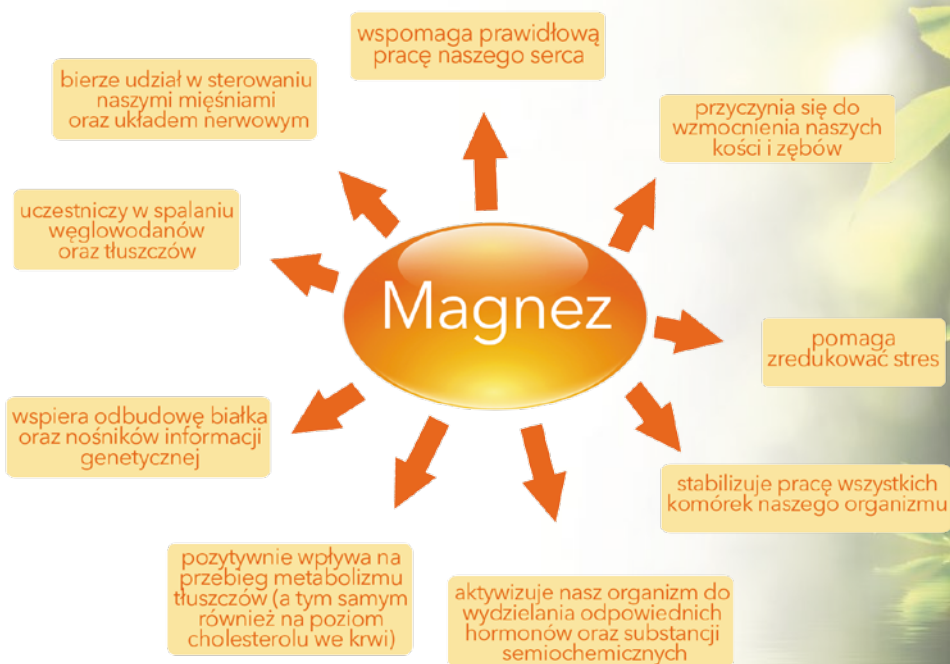 wspomaga prawidłową
pracę naszego serca
bierze udział w sterowaniu
naszymi mięśniami
oraz układem nerwowym
przyczynia się do
wzmocnienia naszych
kości i zębów
uczestniczy w spalaniu
węglowodanów
oraz tłuszczów
Magnez
pomaga
zredukować stres
wspiera odbudowę białka
oraz nośników informacji
genetycznej
stabilizuje pracę wszystkich
komórek naszego organizmu
pozytywnie wpływa na
przebieg metabolizmu
tłuszczów (a tym samym
również na poziom
cholesterolu we krwi)
aktywizuje nasz organizm do
wydzielania odpowiednich
hormonów oraz substancji
semiochemicznych